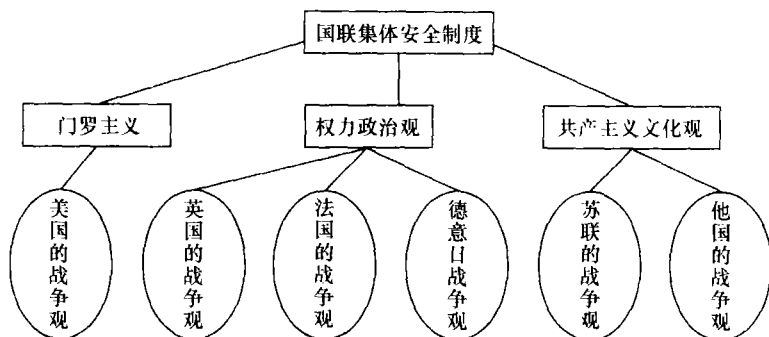 国联集体安全制度
门罗主义
权力政治观
共产主义文化观
美国的战争观
英国的战争观
法国的战争观
德意日战争观
苏联的战争观
他国的战争观